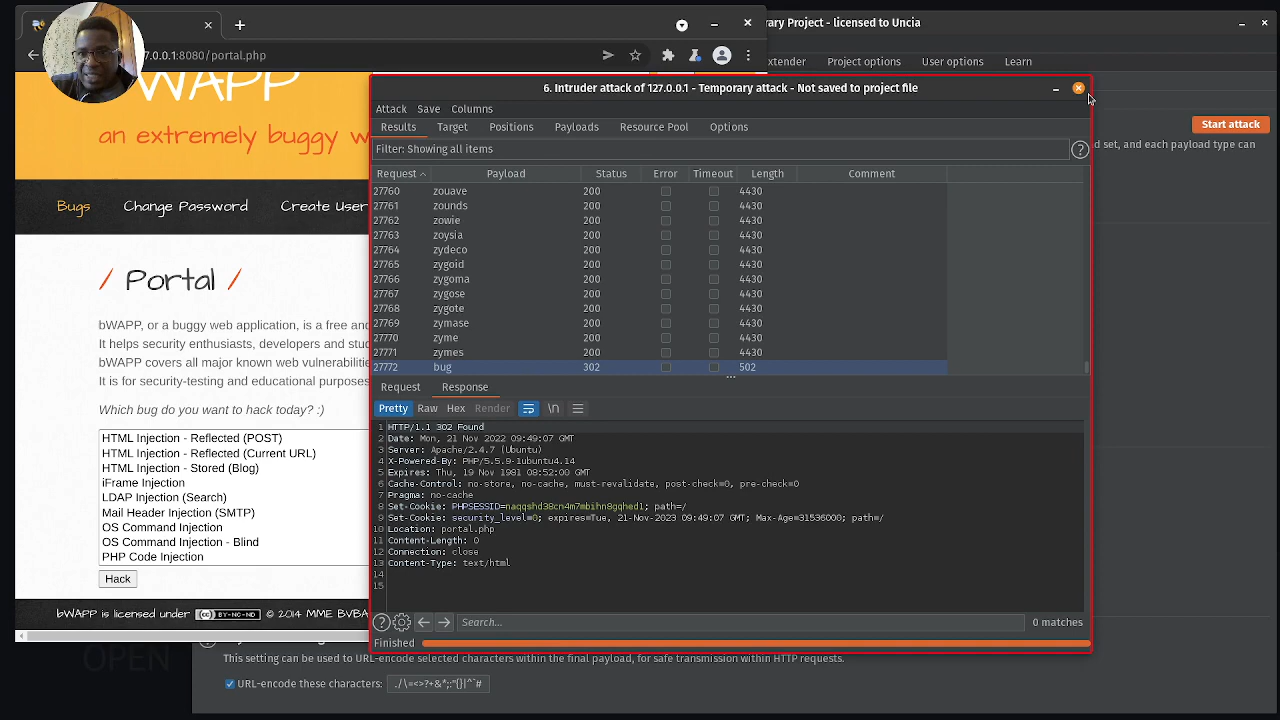 127.0.0.1:8080/portal.php
rary Project - licensed to Uncia
xtender Project options User options Learn
bWAPP
an extremely buggy w
Bugs Change Password Create User
/ Portal /
bWAPP, or a buggy web application, is a free and
It helps security enthusiasts, developers and stud
bWAPP covers all major known web vulnerabilitie
It is for security-testing and educational purposes
Which bug do you want to hack today? :)
HTML Injection - Reflected (POST)
HTML Injection - Reflected (Current URL)
HTML Injection - Stored (Blog)
iFrame Injection
LDAP Injection (Search)
Mail Header Injection (SMTP)
OS Command Injection
OS Command Injection - Blind
PHP Code Injection
Hack
bWAPP is licensed under CC BY-NC-ND © 2014 MME BVBA
6. Intruder attack of 127.0.0.1 - Temporary attack - Not saved to project file
Attack Save Columns
Results Target Positions Payloads Resource Pool Options
Filter: Showing all items
Request Payload Status Error Timeout Length Comment
27760 zouave 200 4430
27761 zounds 200 4430
27762 zowie 200 4430
27763 zoysia 200 4430
27764 zydeco 200 4430
27765 zygoid 200 4430
27766 zygoma 200 4430
27767 zygose 200 4430
27768 zygote 200 4430
27769 zymase 200 4430
27770 zyme 200 4430
27771 zymes 200 4430
27772 bug 302 502
Request Response
Pretty Raw Hex Render \n
1 HTTP/1.1 302 Found
2 Date: Mon, 21 Nov 2022 09:49:07 GMT
3 Server: Apache/2.4.7 (Ubuntu)
4 X-Powered-By: PHP/5.5.9-1ubuntu4.14
5 Expires: Thu, 19 Nov 1981 08:52:00 GMT
6 Cache-Control: no-store, no-cache, must-revalidate, post-check=0, pre-check=0
7 Pragma: no-cache
8 Set-Cookie: PHPSESSID=naqqshd38cn4m7mbihn8gqhed1; path=/
9 Set-Cookie: security_level=0; expires=Tue, 21-Nov-2023 09:49:07 GMT; Max-Age=31536000; path=/
10 Location: portal.php
11 Content-Length: 0
12 Connection: close
13 Content-Type: text/html
14
15
Search... 0 matches
Finished
Start attack
d set, and each payload type can
OPEN
This setting can be used to URL-encode selected characters within the final payload, for safe transmission within HTTP requests.
URL-encode these characters: ./\=<>?+&*;:"{}|^`#